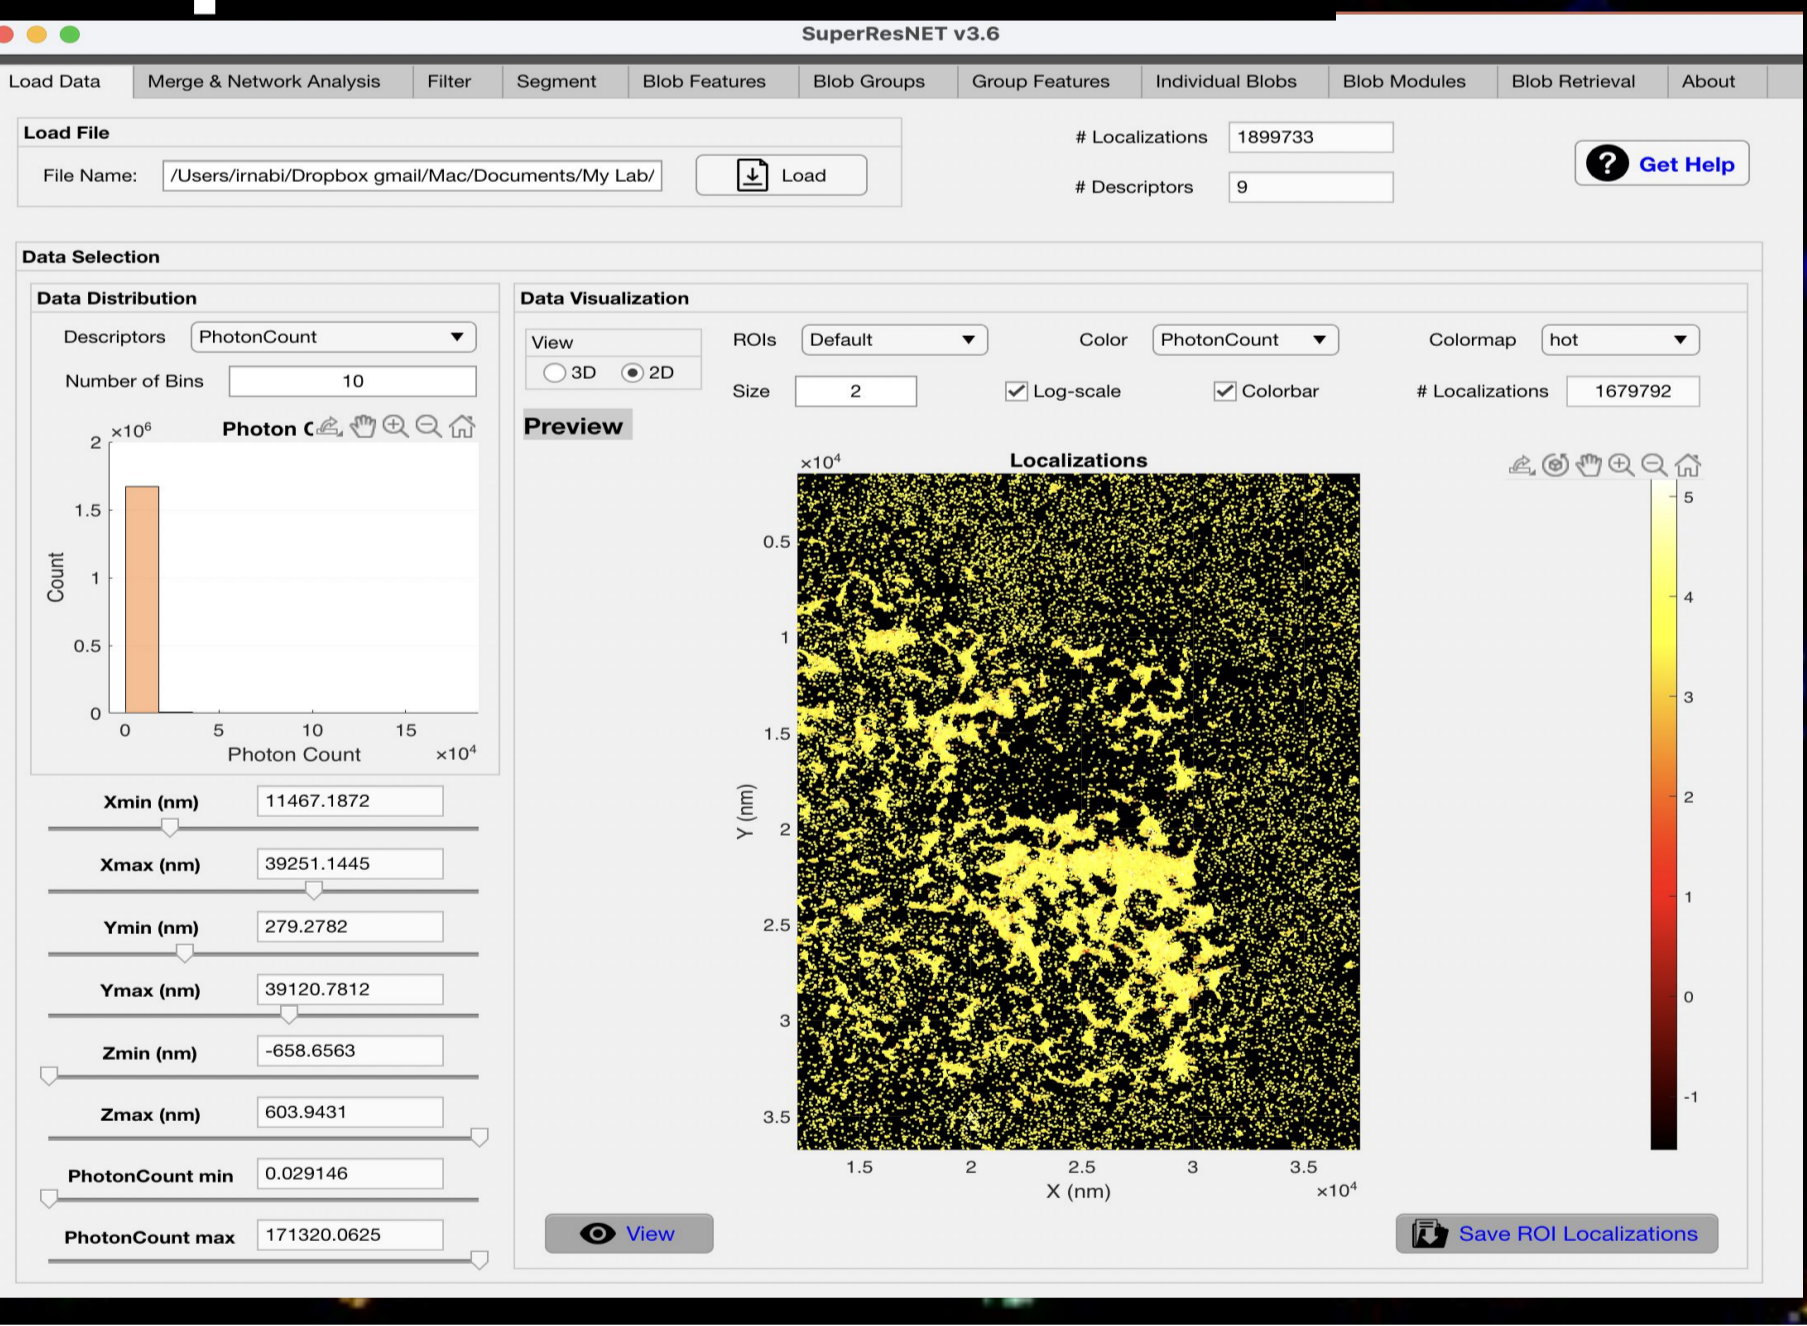 SuperResNET v3.6
Load Data Merge & Network Analysis Filter Segment Blob Features Blob Groups Group Features Individual Blobs Blob Modules Blob Retrieval About
Load File
File Name: /Users/irnabi/Dropbox gmail/Mac/Documents/My Lab/ Load
# Localizations 1899733
# Descriptors 9
? Get Help
Data Selection
Data Distribution
Descriptors PhotonCount
Number of Bins 10
×10⁶ Photon C
2
1.5
1
0.5
0
Count
0 5 10 15
Photon Count ×10⁴
Xmin (nm) 11467.1872
Xmax (nm) 39251.1445
Ymin (nm) 279.2782
Ymax (nm) 39120.7812
Zmin (nm) -658.6563
Zmax (nm) 603.9431
PhotonCount min 0.029146
PhotonCount max 171320.0625
Data Visualization
View
3D 2D
ROIs Default Color PhotonCount Colormap hot
Size 2 Log-scale Colorbar # Localizations 1679792
Preview
×10⁴ Localizations
0.5
1
1.5
2
2.5
3
3.5
Y (nm)
1.5 2 2.5 3 3.5
X (nm) ×10⁴
5
4
3
2
1
0
-1
View
Save ROI Localizations